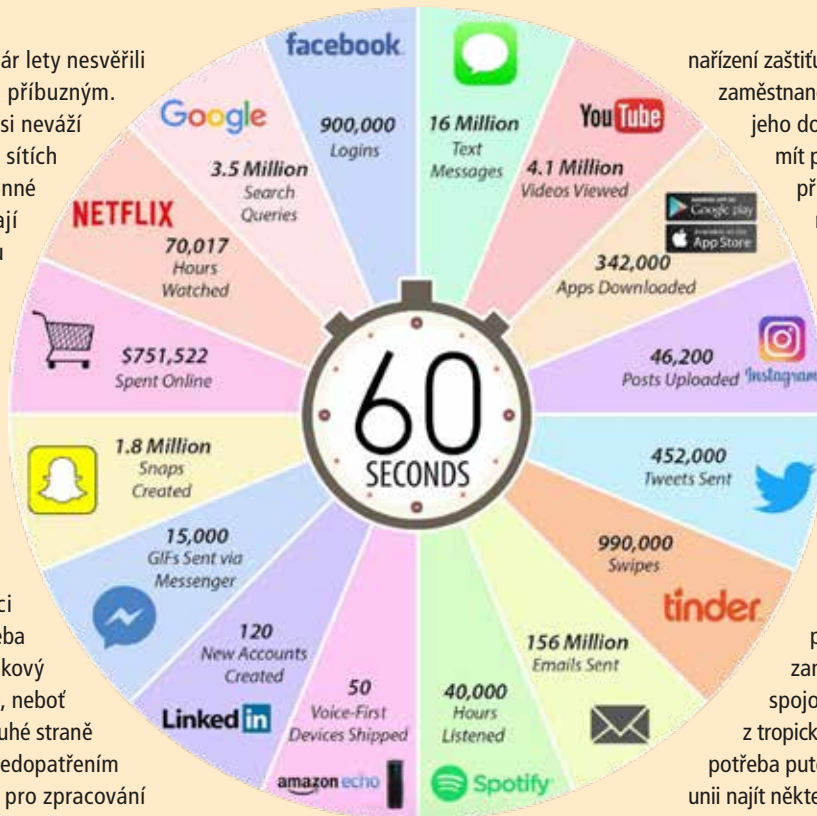 ár lety nesvěřili
příbuzným.
si neváží
sítích
nné
ají
u
ci
eba
kový
, neboť
uhé straně
edopatřením
pro zpracování
facebook
900,000
Logins
16 Million
Text
Messages
YouTube
4.1 Million
Videos Viewed
Google play
App Store
342,000
Apps Downloaded
46,200
Posts Uploaded Instagram
452,000
Tweets Sent
990,000
Swipes
tinder
156 Million
Emails Sent
40,000
Hours
Listened
Spotify
50
Voice-First
Devices Shipped
amazon echo
120
New Accounts
Created
Linked in
15,000
GIFs Sent via
Messenger
1.8 Million
Snaps
Created
$751,522
Spent Online
NETFLIX
70,017
Hours
Watched
Google
3.5 Million
Search
Queries
60
SECONDS
nařízení zaštiťu
zaměstnanc
jeho do
mít p
př
p
zam
spojo
z tropick
potřeba puto
unii najít někte